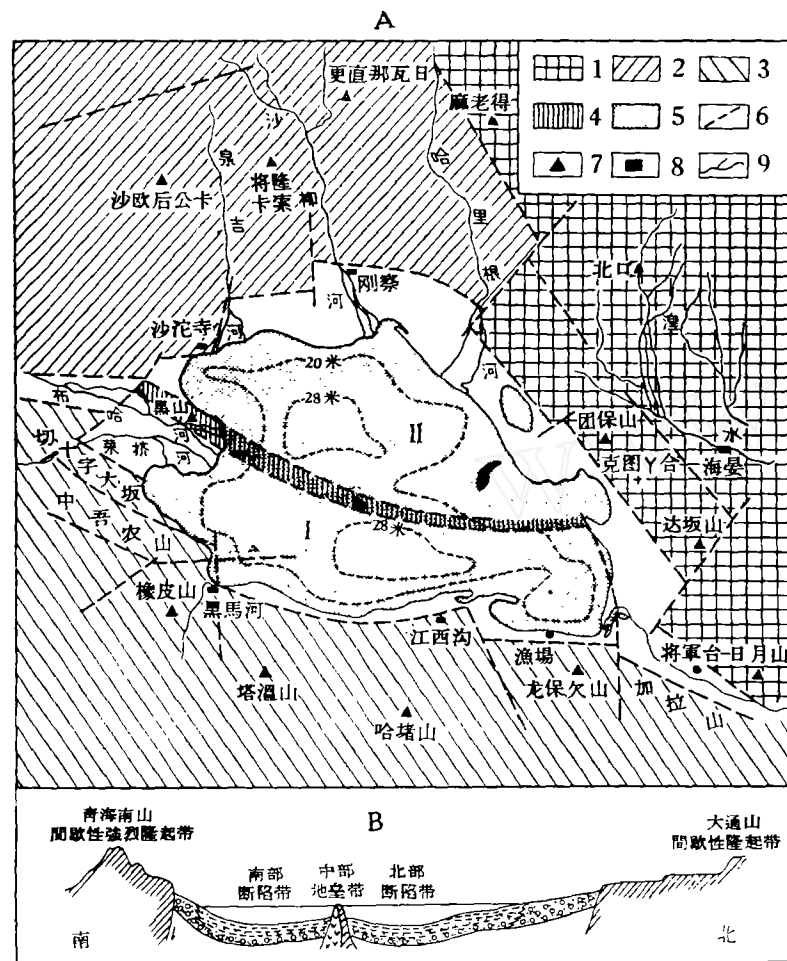 A
1 2 3
4 5 6
7 8 9
更直那瓦日
麻老得
沙
柳
河
泉
吉
河
将隆
卡索
沙欧后公卡
哈
里
根
河
北口
湟
水
刚察
沙陀寺
20米
28米
II
黑山
布
哈
河
菜
挤
河
切
十
字
大
坂
中
吾
农
山
团保山
克图丫合
海晏
达坂山
I
28米
橡皮山
黑馬河
江西沟
漁場
将軍台
日月山
塔溫山
龙保欠山
加
拉
山
哈堵山
B
青海南山
間歇性強烈隆起带
大通山
間歇性隆起带
南部
断陷带
中部
地垒带
北部
断陷带
南
北